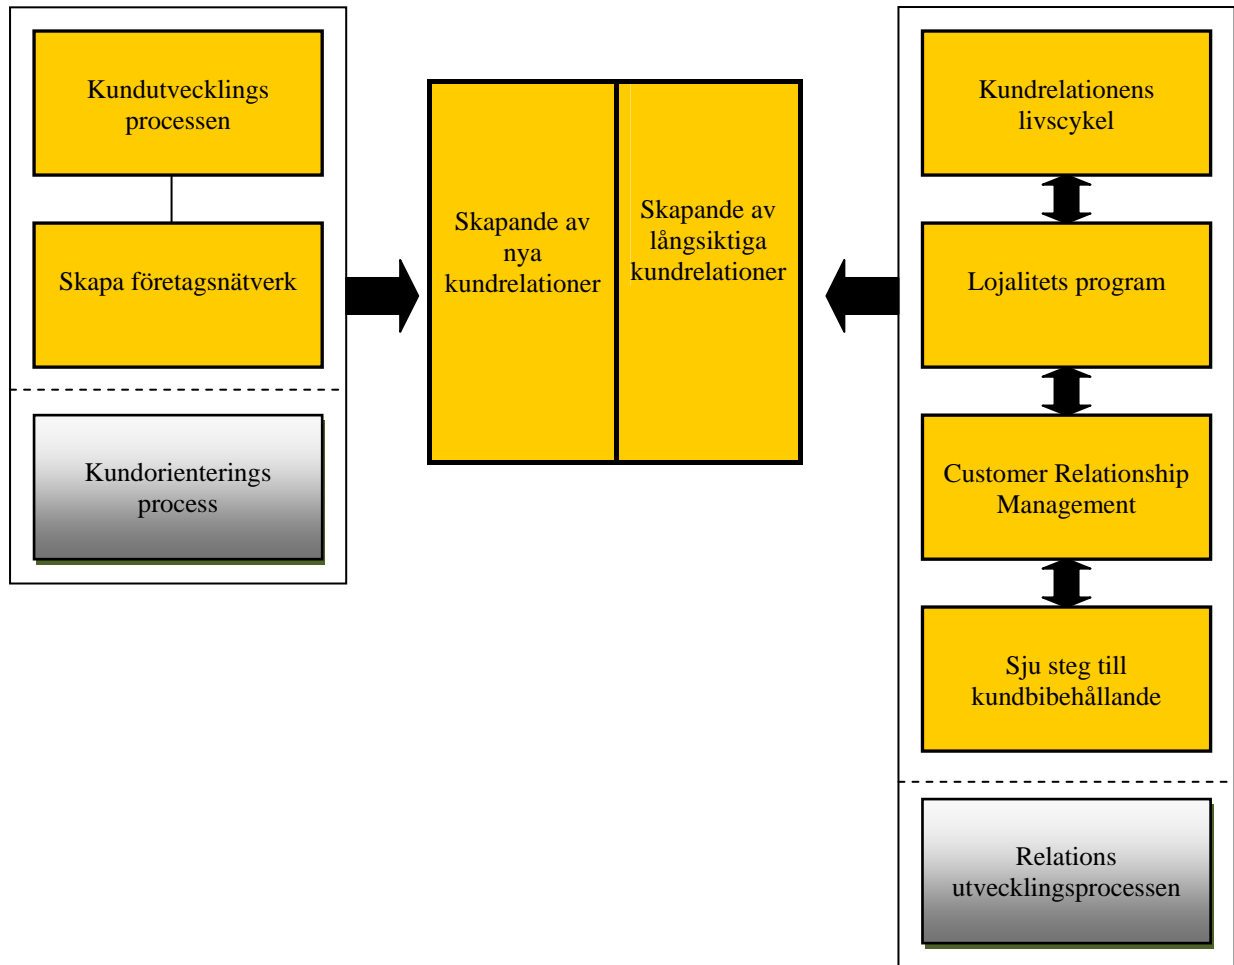 Kundutvecklings
processen
Skapa företagsnätverk
Kundorienterings
process
Skapande av
nya
kundrelationer
Skapande av
långsiktiga
kundrelationer
Kundrelationens
livscykel
Lojalitets program
Customer Relationship
Management
Sju steg till
kundbibehållande
Relations
utvecklingsprocessen